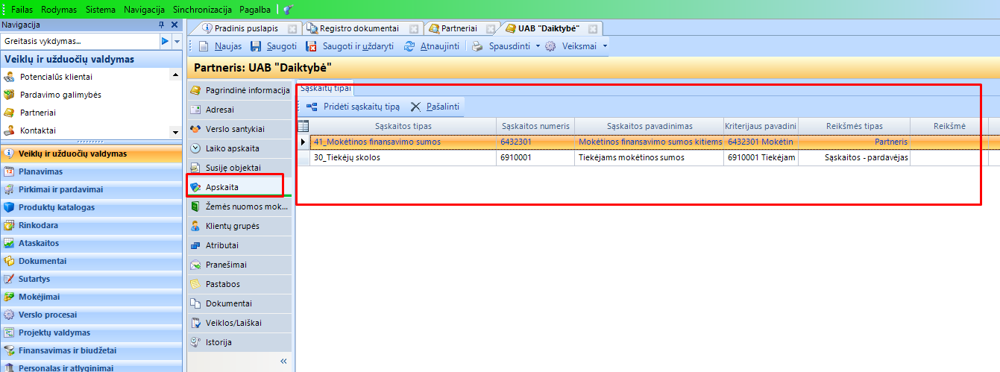 Failas Rodymas Sistema Navigacija Sinchronizacija Pagalba
Navigacija
Greitasis vykdymas...
Veiklų ir užduočių valdymas
Potencialūs klientai
Pardavimo galimybės
Partneriai
Kontaktai
Veiklų ir užduočių valdymas
Planavimas
Pirkimai ir pardavimai
Produktų katalogas
Rinkodara
Ataskaitos
Dokumentai
Sutartys
Mokėjimai
Verslo procesai
Projektų valdymas
Finansavimas ir biudžetai
Personalas ir atlyginimai
Pradinis puslapis Registro dokumentai Partneriai UAB "Daiktybė"
Naujas Saugoti Saugoti ir uždaryti Atnaujinti Spausdinti Veiksmai
Partneris: UAB "Daiktybė"
Pagrindinė informacija
Adresai
Verslo santykiai
Laiko apskaita
Susiję objektai
Apskaita
Žemės nuomos mok...
Klientų grupės
Atributai
Pranešimai
Pastabos
Dokumentai
Veiklos/Laiškai
Istorija
«
Sąskaitų tipai
Pridėti sąskaitų tipą Pašalinti
Sąskaitos tipas Sąskaitos numeris Sąskaitos pavadinimas Kriterijaus pavadini Reikšmės tipas Reikšmė
41_Mokėtinos finansavimo sumos 6432301 Mokėtinos finansavimo sumos kitiems 6432301 Mokėtin Partneris
30_Tiekėjų skolos 6910001 Tiekėjams mokėtinos sumos 6910001 Tiekėjam Sąskaitos - pardavėjas